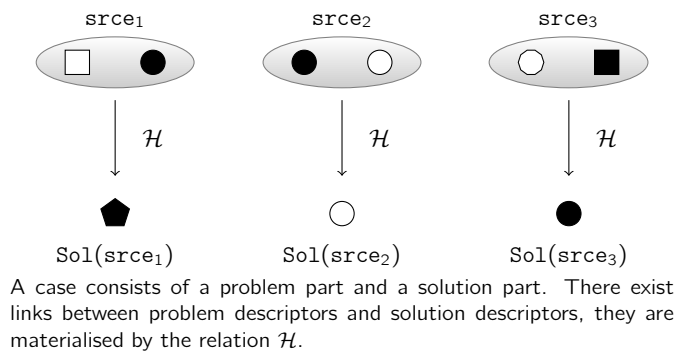 srce₁ srce₂ srce₃
ℋ ℋ ℋ
Sol(srce₁) Sol(srce₂) Sol(srce₃)
A case consists of a problem part and a solution part. There exist
links between problem descriptors and solution descriptors, they are
materialised by the relation ℋ.